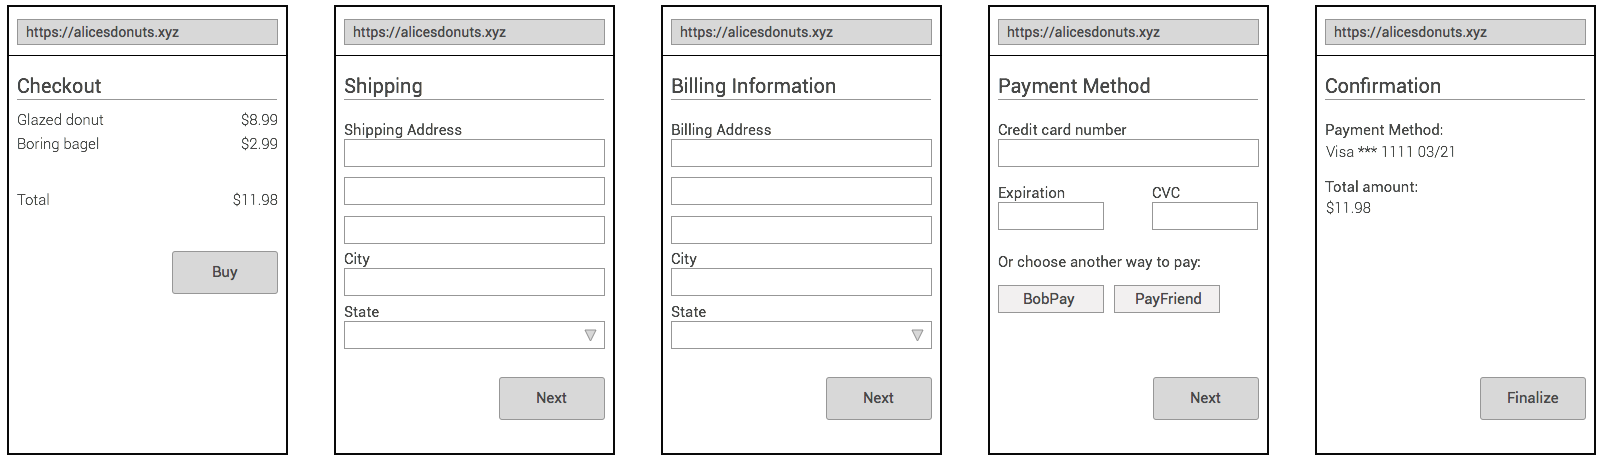 https://alicesdonuts.xyz
Checkout
Glazed donut $8.99
Boring bagel $2.99
Total $11.98
Buy
https://alicesdonuts.xyz
Shipping
Shipping Address
City
State
Next
https://alicesdonuts.xyz
Billing Information
Billing Address
City
State
Next
https://alicesdonuts.xyz
Payment Method
Credit card number
Expiration CVC
Or choose another way to pay:
BobPay PayFriend
Next
https://alicesdonuts.xyz
Confirmation
Payment Method:
Visa *** 1111 03/21
Total amount:
$11.98
Finalize